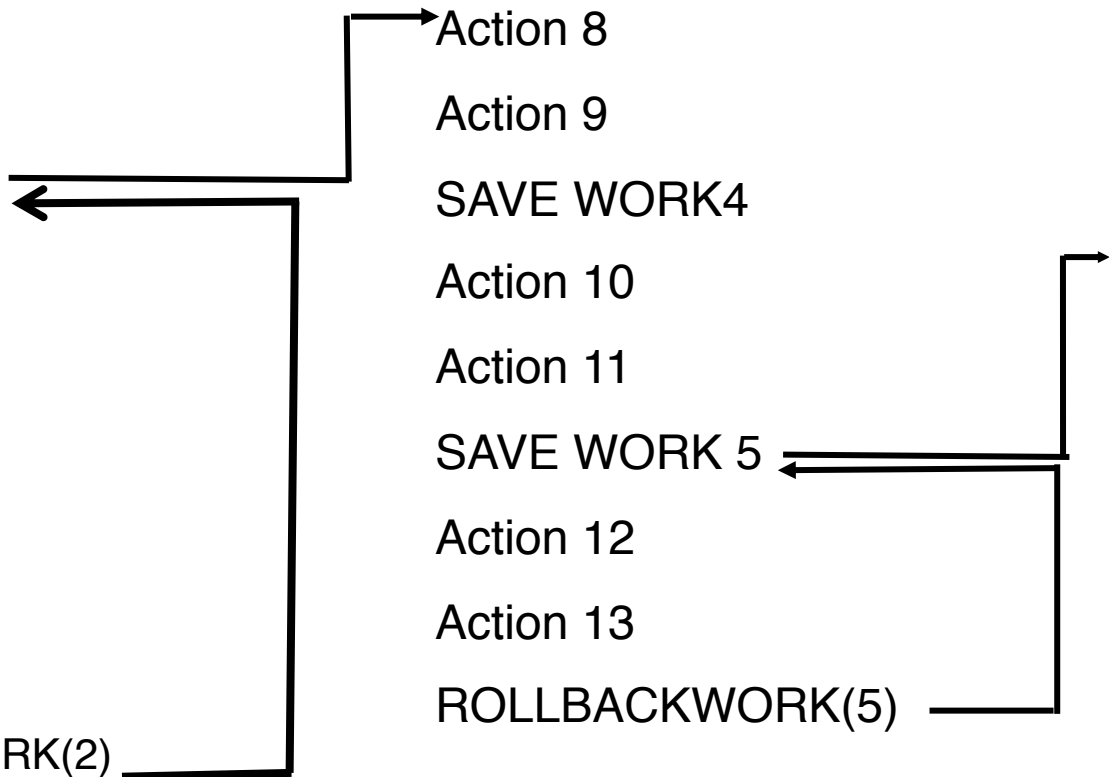 Action 8
Action 9
SAVE WORK4
Action 10
Action 11
SAVE WORK 5
Action 12
Action 13
ROLLBACKWORK(5)
RK(2)